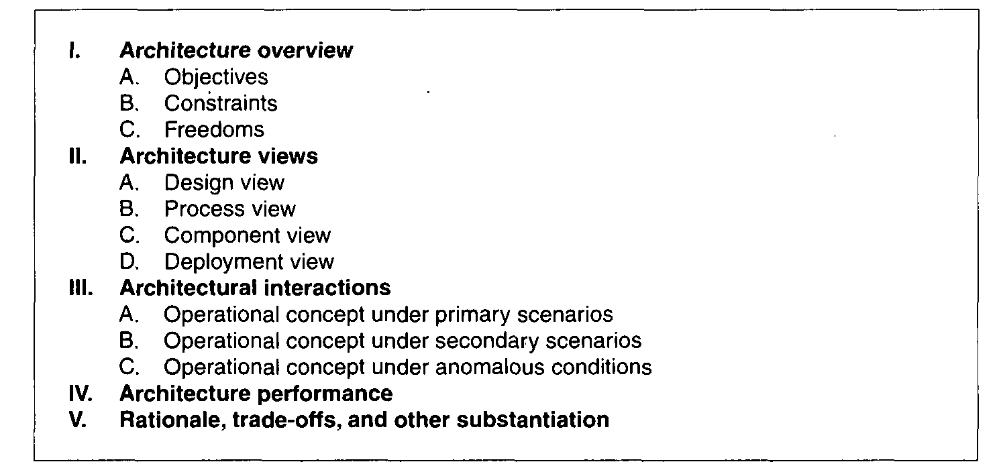 I. Architecture overview
A. Objectives
B. Constraints
C. Freedoms
II. Architecture views
A. Design view
B. Process view
C. Component view
D. Deployment view
III. Architectural interactions
A. Operational concept under primary scenarios
B. Operational concept under secondary scenarios
C. Operational concept under anomalous conditions
IV. Architecture performance
V. Rationale, trade-offs, and other substantiation